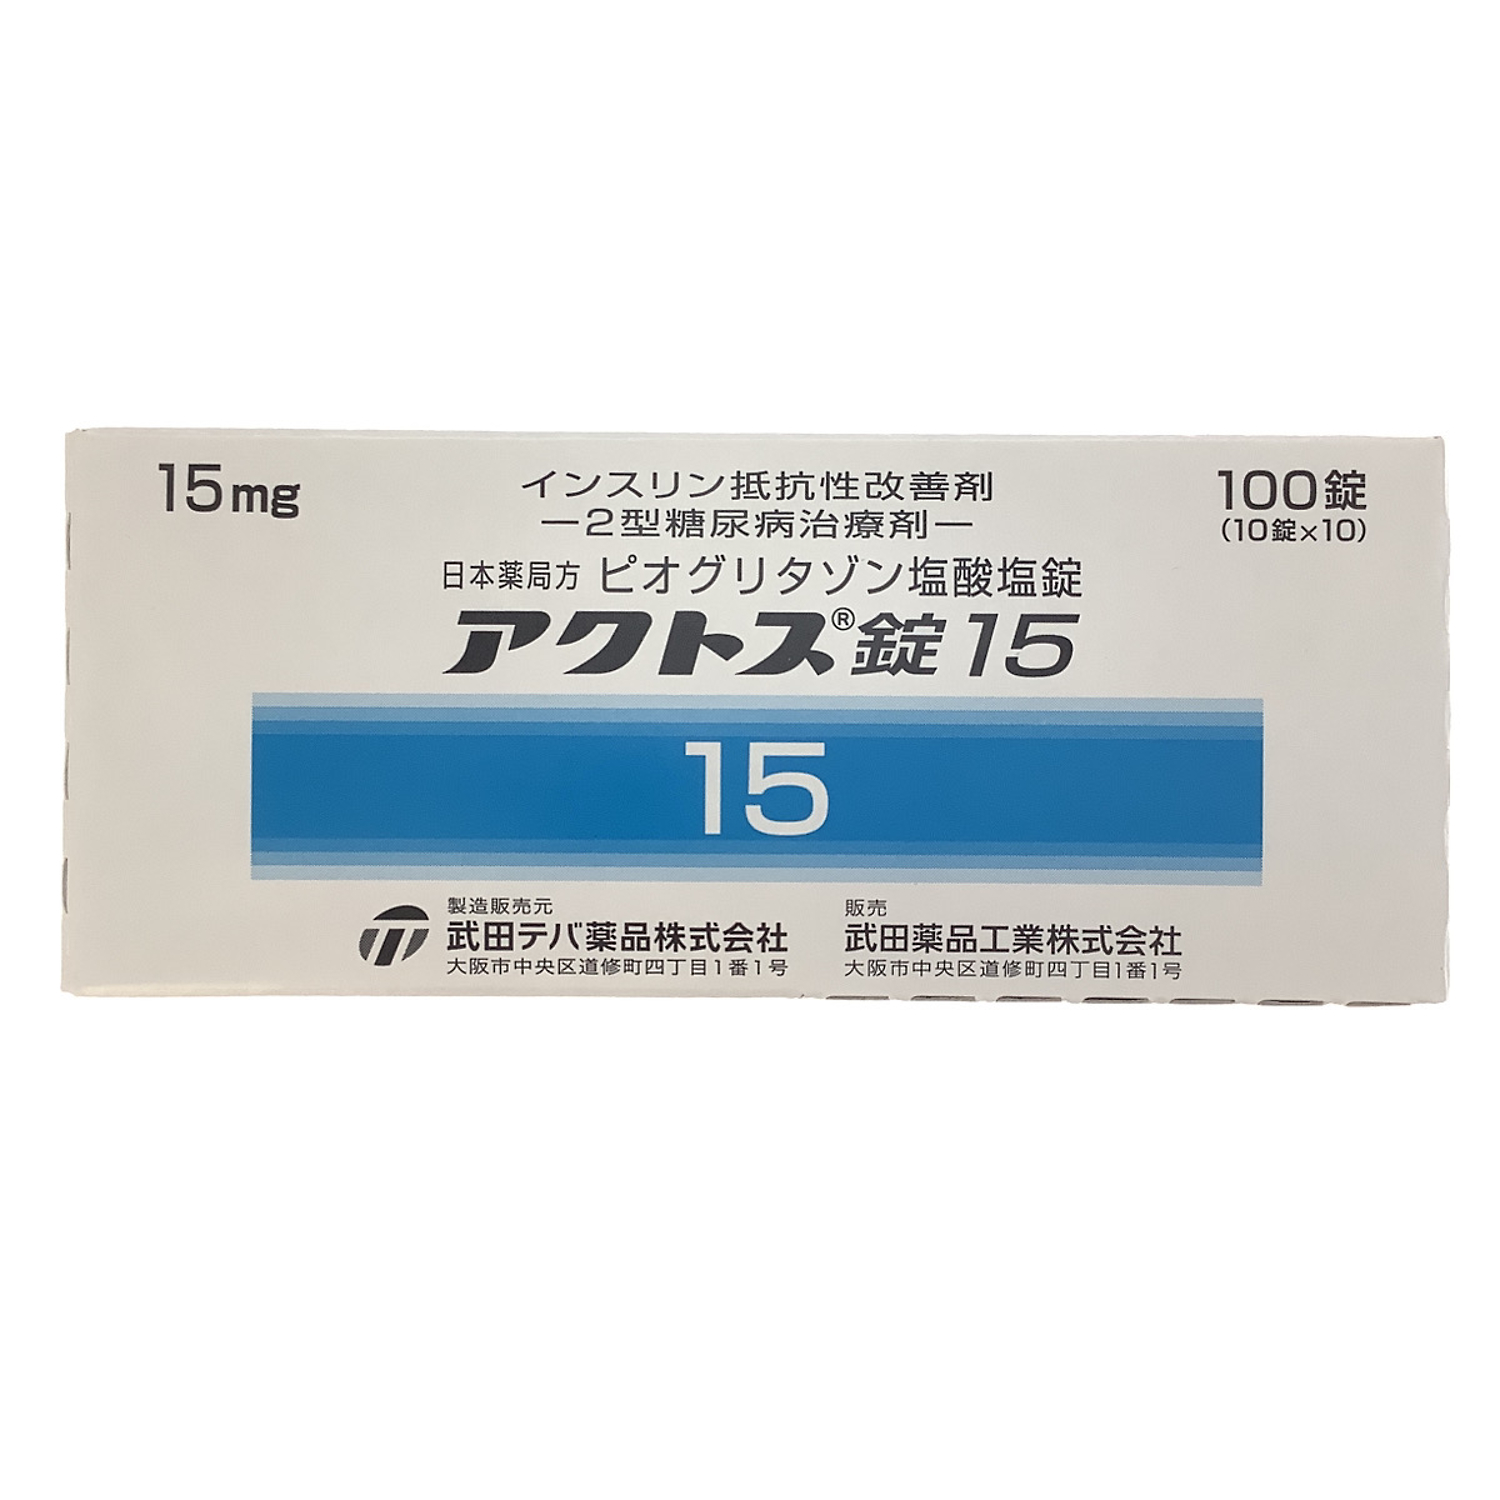 15mg
インスリン抵抗性改善剤
―2型糖尿病治療剤―
100錠
(10錠×10)
日本薬局方 ピオグリタゾン塩酸塩錠
アクトス®錠15
15
製造販売元
武田テバ薬品株式会社
大阪市中央区道修町四丁目1番1号
販売
武田薬品工業株式会社
大阪市中央区道修町四丁目1番1号